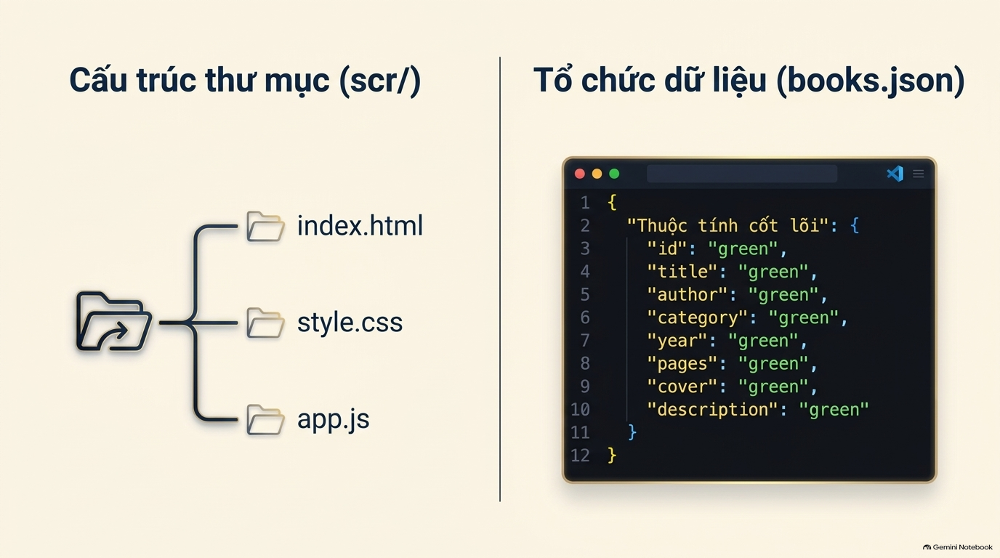 Cấu trúc thư mục (scr/)
index.html
style.css
app.js
Tổ chức dữ liệu (books.json)
1 {
2 "Thuộc tính cốt lõi": {
3 "id": "green",
4 "title": "green",
5 "author": "green",
6 "category": "green",
7 "year": "green",
8 "pages": "green",
9 "cover": "green",
10 "description": "green"
11 }
12 }
Gemini Notebook